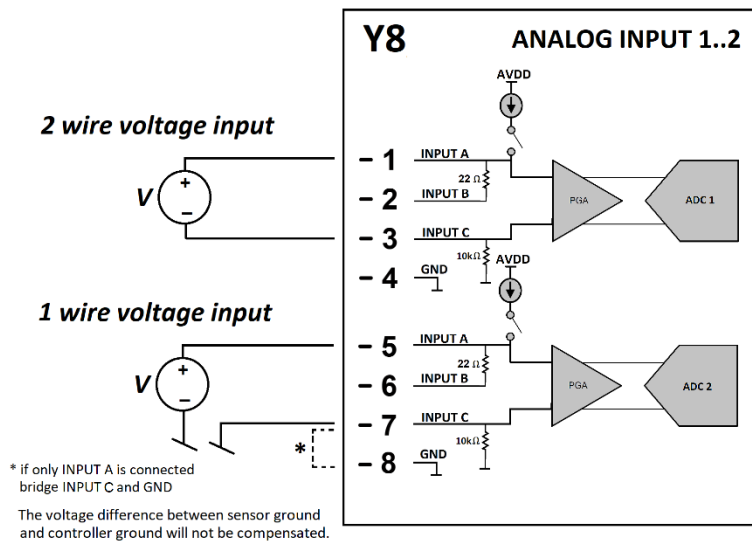 Y8
ANALOG INPUT 1..2
AVDD
2 wire voltage input
- 1 INPUT A
22 Ω
- 2 INPUT B
V
+
−
PGA
ADC 1
- 3 INPUT C
10kΩ
AVDD
- 4 GND
1 wire voltage input
- 5 INPUT A
22 Ω
- 6 INPUT B
V
+
−
PGA
ADC 2
- 7 INPUT C
10kΩ
*
- 8 GND
* if only INPUT A is connected
bridge INPUT C and GND
The voltage difference between sensor ground
and controller ground will not be compensated.